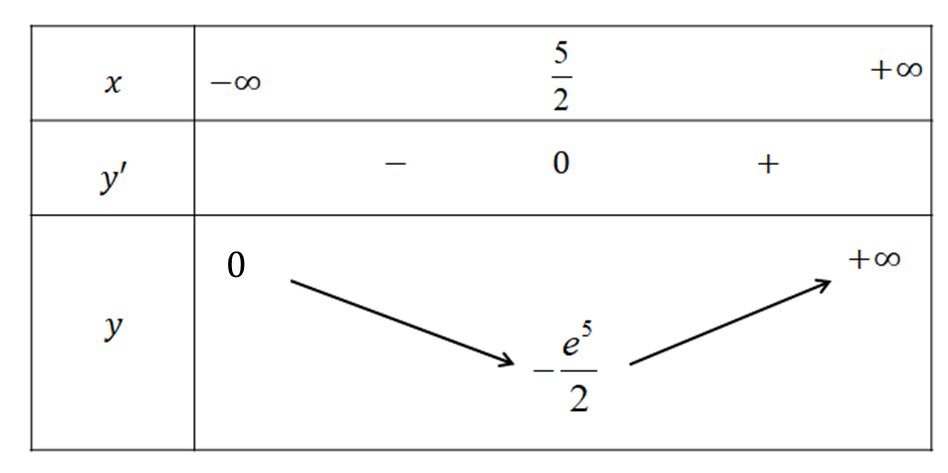 x −∞ 5/2 +∞
y′ − 0 +
0 +∞
y
−e⁵/2